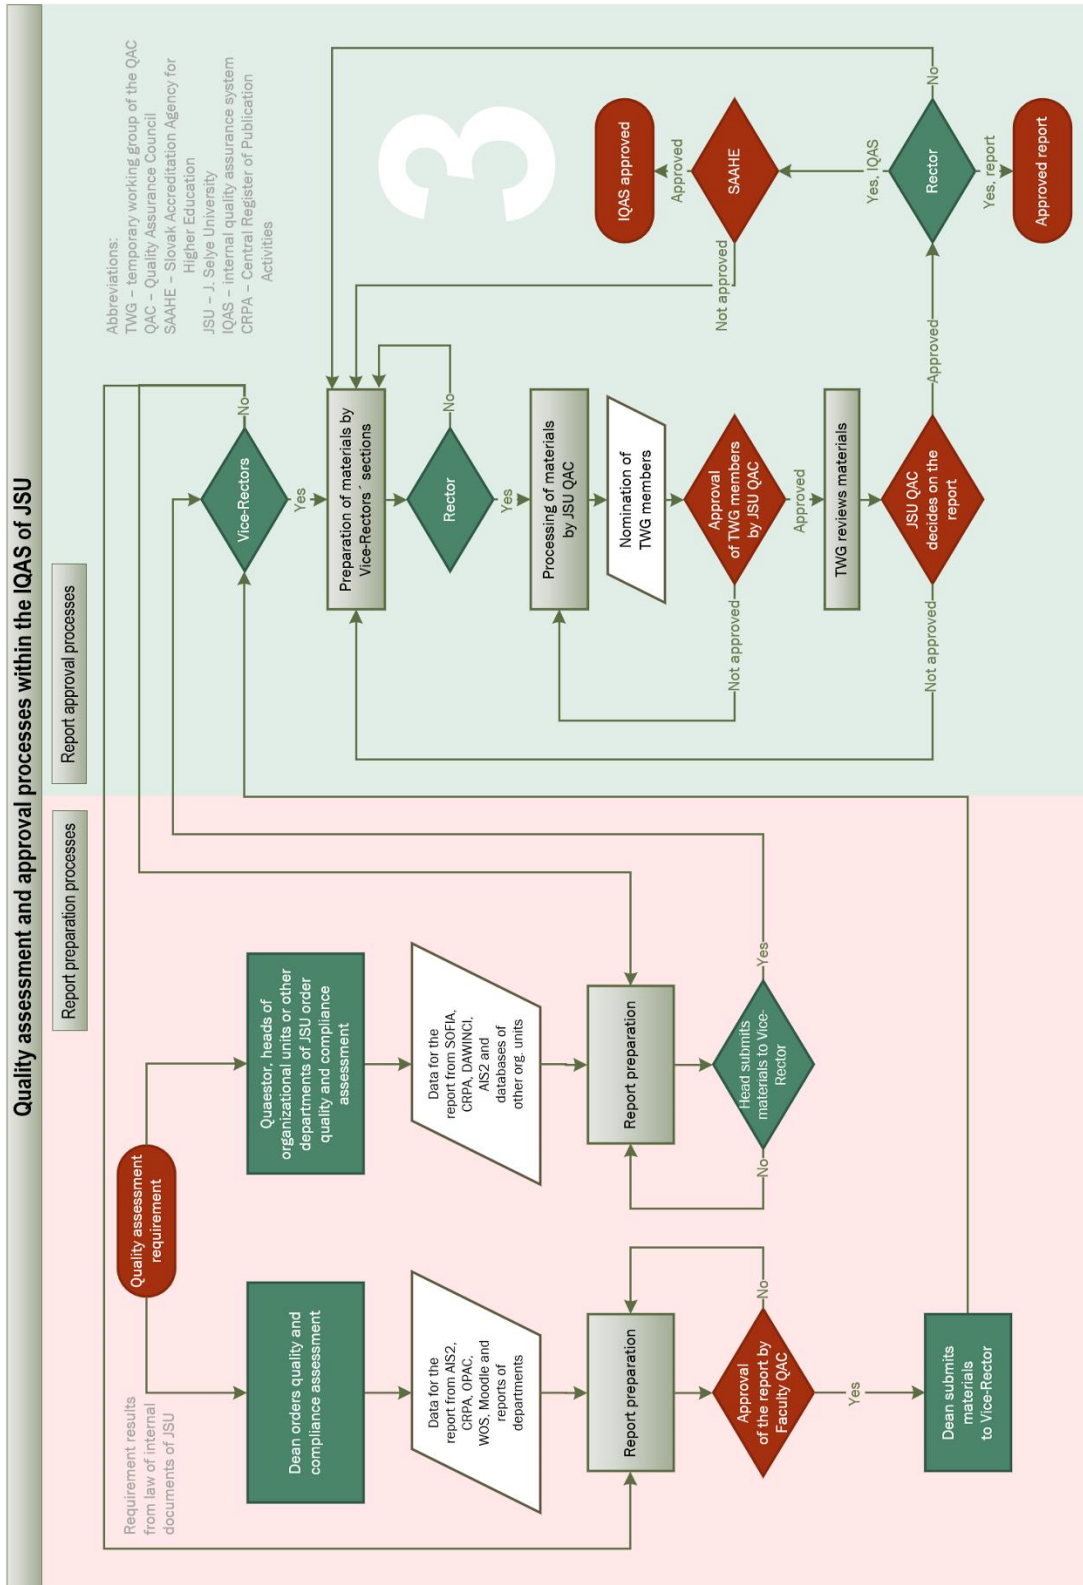 Quality assessment and approval processes within the IQAS of JSU
Report preparation processes
Report approval processes
Requirement results
from law of internal
documents of JSU
Quality assessment
requirement
Dean orders quality and
compliance assessment
Quaestor, heads of
organizational units or other
departments of JSU order
quality and compliance
assessment
Data for the
report from AIS2,
CRPA, OPAC,
WOS, Moodle and
reports of
departments
Data for the
report from SOFIA,
CRPA, DAWINCI,
AIS2 and
databases of
other org. units
Report preparation
Report preparation
Approval
of the report by
Faculty QAC
No
Yes
Head submits
materials to Vice-
Rector
No
Yes
Dean submits
materials
to Vice-Rector
Abbreviations:
TWG – temporary working group of the QAC
QAC – Quality Assurance Council
SAAHE – Slovak Accreditation Agency for
Higher Education
JSU – J. Selye University
IQAS – internal quality assurance system
CRPA – Central Register of Publication
Activities
3
Vice-Rectors
No
Yes
Preparation of materials by
Vice-Rectors´ sections
Rector
No
Yes
Processing of materials
by JSU QAC
Nomination of
TWG members
Approval
of TWG members
by JSU QAC
Not approved
Approved
TWG reviews materials
JSU QAC
decides on the
report
Not approved
Approved
IQAS approved
Approved
SAAHE
Not approved
Yes, IQAS
Rector
No
Yes, report
Approved report